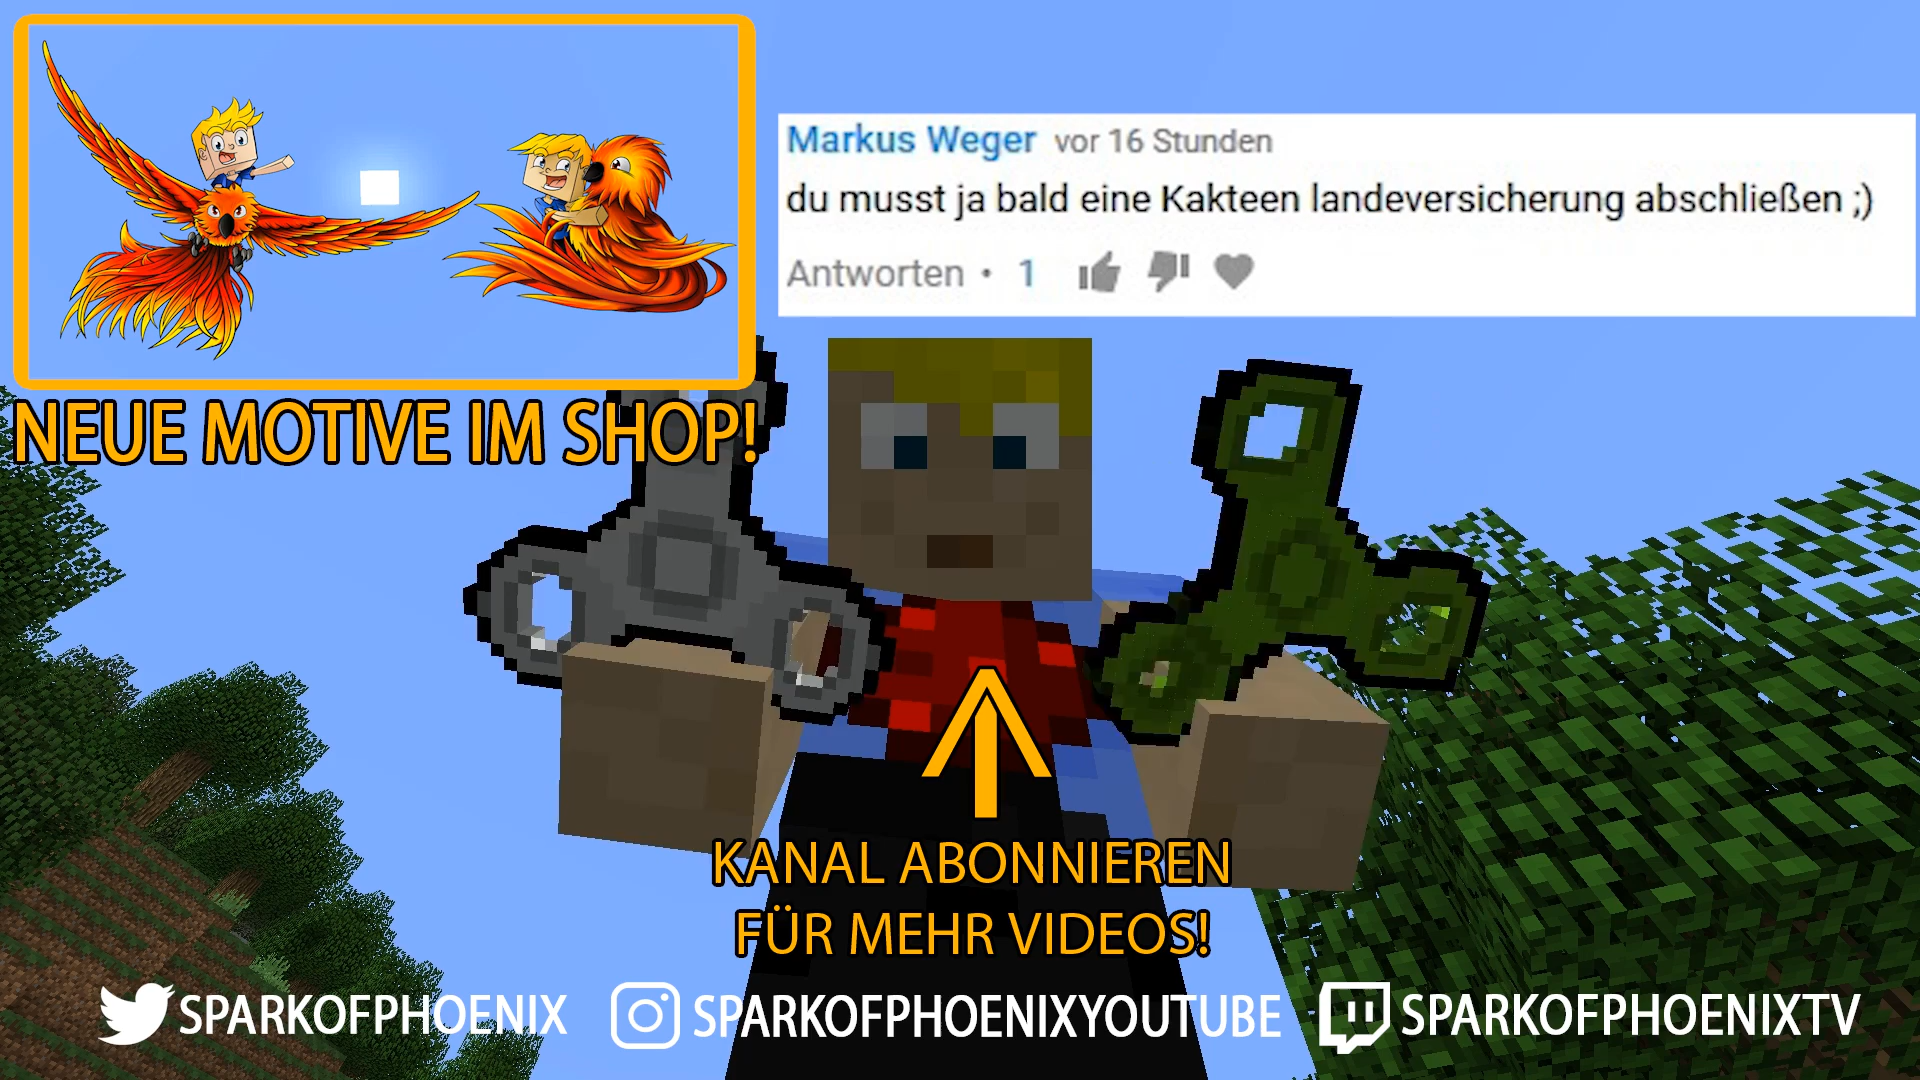 Markus Weger vor 16 Stunden
du musst ja bald eine Kakteen landeversicherung abschließen ;)
Antworten • 1
NEUE MOTIVE IM SHOP!
KANAL ABONNIEREN
FÜR MEHR VIDEOS!
SPARKOFPHOENIX SPARKOFPHOENIXYOUTUBE SPARKOFPHOENIXTV